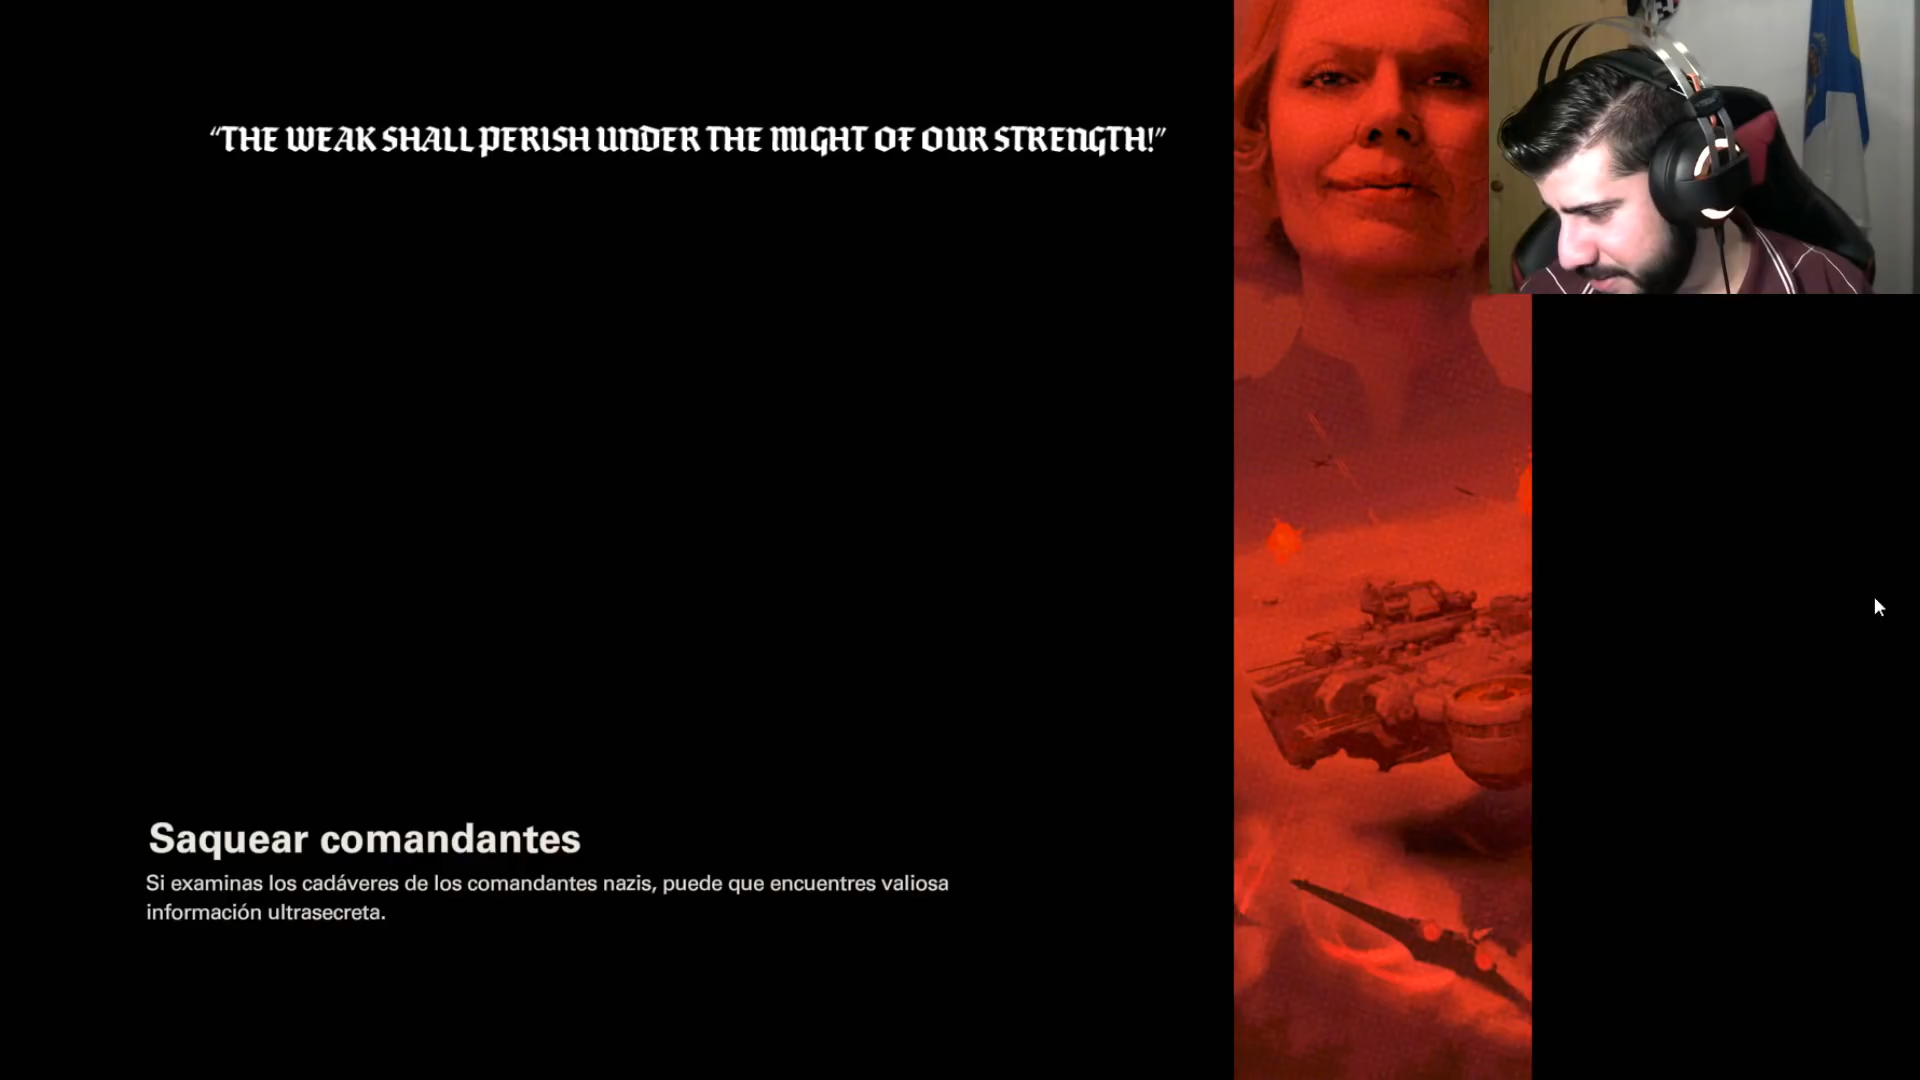 “THE WEAK SHALL PERISH UNDER THE MIGHT OF OUR STRENGTH!”
Saquear comandantes
Si examinas los cadáveres de los comandantes nazis, puede que encuentres valiosa
información ultrasecreta.